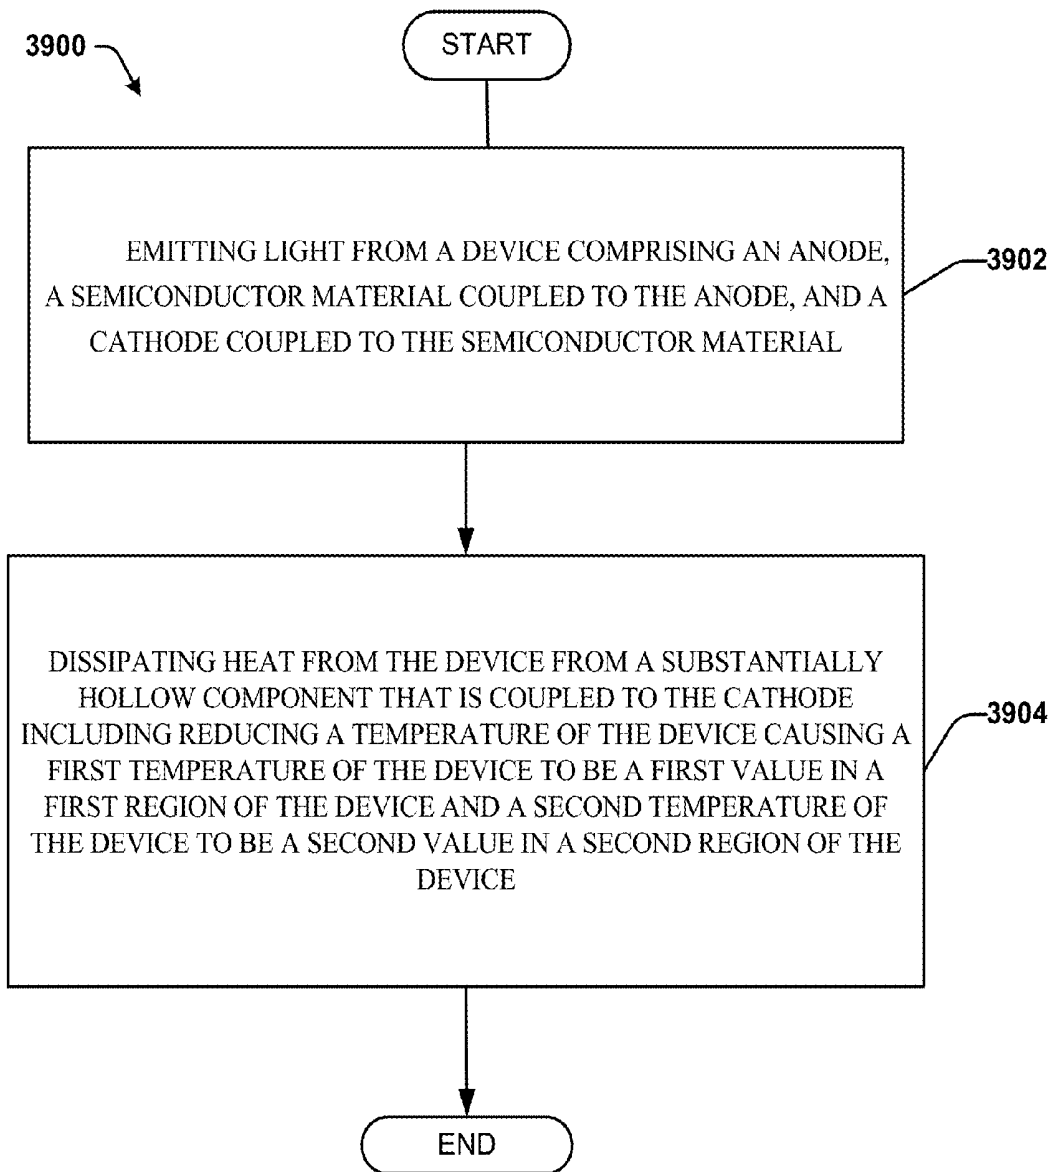 3900
START
EMITTING LIGHT FROM A DEVICE COMPRISING AN ANODE,
A SEMICONDUCTOR MATERIAL COUPLED TO THE ANODE, AND A
CATHODE COUPLED TO THE SEMICONDUCTOR MATERIAL
3902
DISSIPATING HEAT FROM THE DEVICE FROM A SUBSTANTIALLY
HOLLOW COMPONENT THAT IS COUPLED TO THE CATHODE
INCLUDING REDUCING A TEMPERATURE OF THE DEVICE CAUSING A
FIRST TEMPERATURE OF THE DEVICE TO BE A FIRST VALUE IN A
FIRST REGION OF THE DEVICE AND A SECOND TEMPERATURE OF
THE DEVICE TO BE A SECOND VALUE IN A SECOND REGION OF THE
DEVICE
3904
END